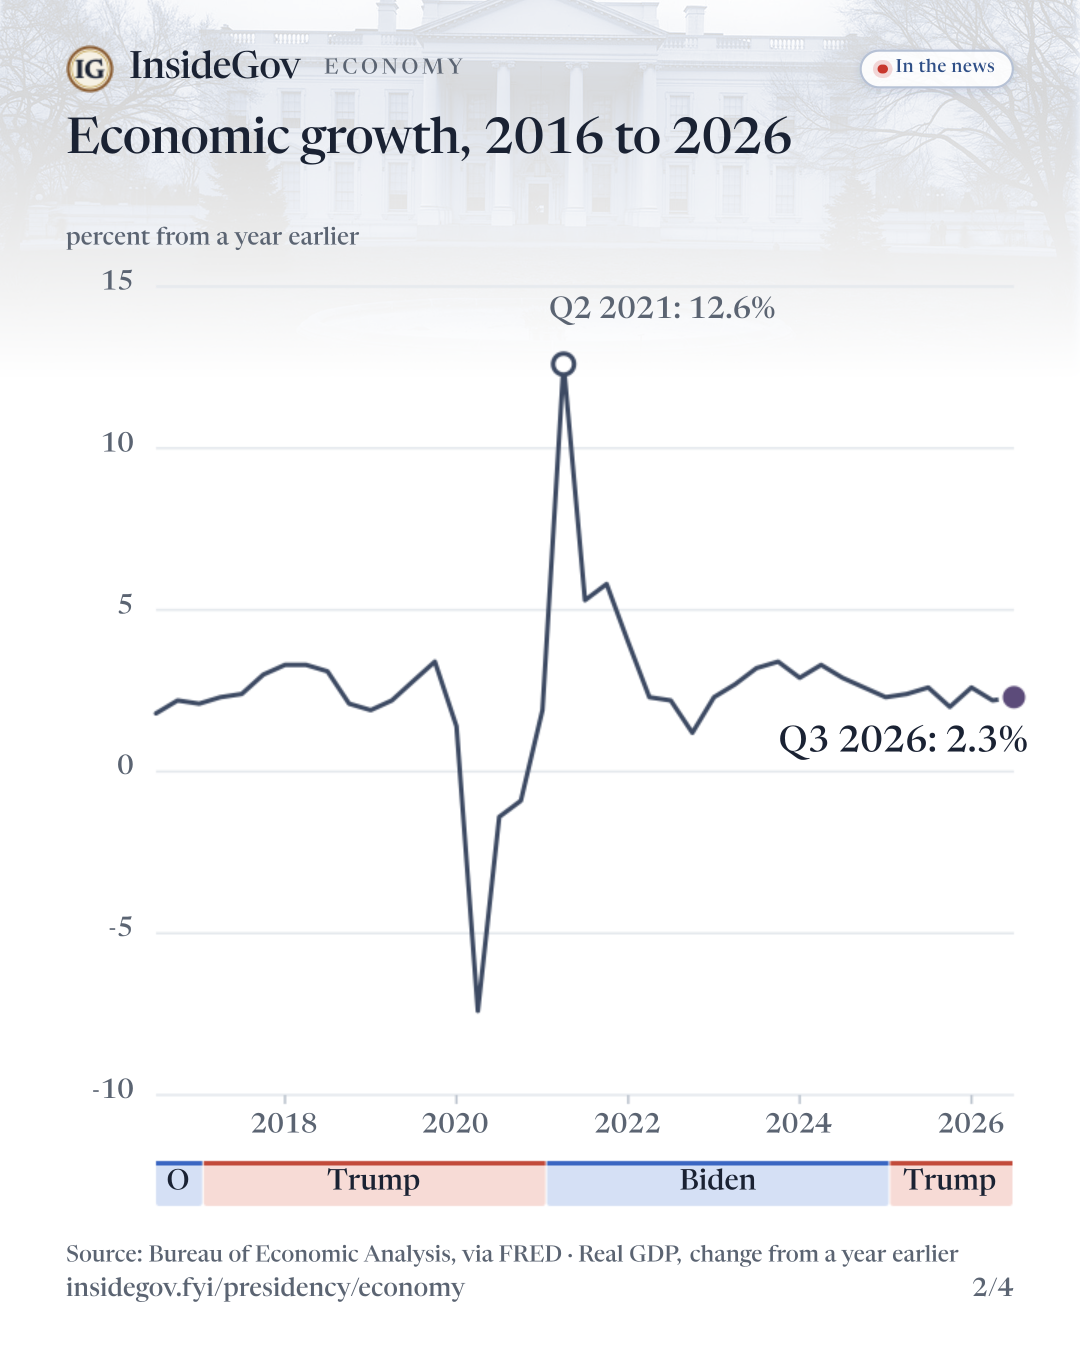 IG InsideGov ECONOMY
In the news
Economic growth, 2016 to 2026
percent from a year earlier
15
Q2 2021: 12.6%
10
5
Q3 2026: 2.3%
0
-5
-10
2018 2020 2022 2024 2026
O Trump Biden Trump
Source: Bureau of Economic Analysis, via FRED · Real GDP, change from a year earlier
insidegov.fyi/presidency/economy 2/4